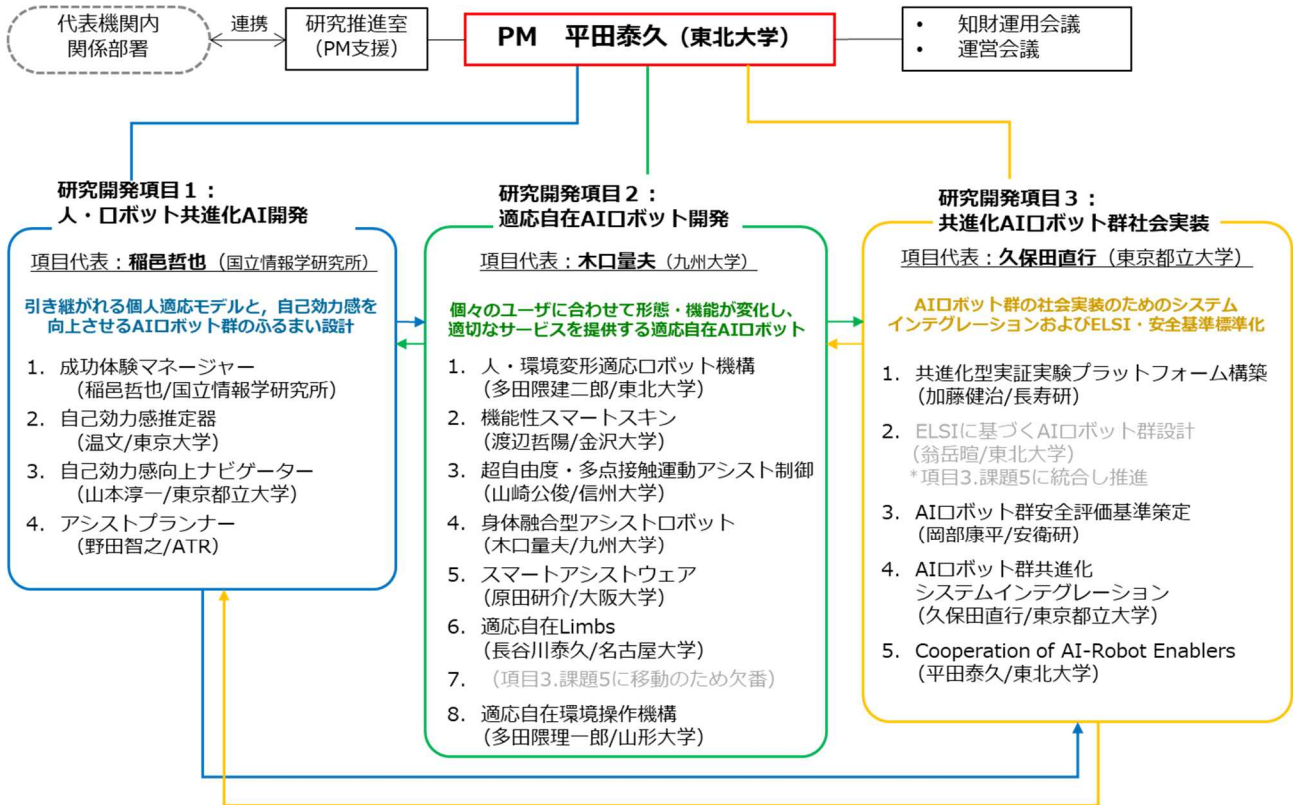 代表機関内
関係部署
連携
研究推進室
(PM支援)
PM　平田泰久（東北大学）
• 知財運用会議
• 運営会議
研究開発項目１：
人・ロボット共進化AI開発
項目代表：稲邑哲也（国立情報学研究所）
引き継がれる個人適応モデルと，自己効力感を
向上させるAIロボット群のふるまい設計
1. 成功体験マネージャー
（稲邑哲也/国立情報学研究所）
2. 自己効力感推定器
（温文/東京大学）
3. 自己効力感向上ナビゲーター
（山本淳一/東京都立大学）
4. アシストプランナー
（野田智之/ATR）
研究開発項目２：
適応自在AIロボット開発
項目代表：木口量夫（九州大学）
個々のユーザに合わせて形態・機能が変化し、
適切なサービスを提供する適応自在AIロボット
1. 人・環境変形適応ロボット機構
（多田隈建二郎/東北大学）
2. 機能性スマートスキン
（渡辺哲陽/金沢大学）
3. 超自由度・多点接触運動アシスト制御
（山崎公俊/信州大学）
4. 身体融合型アシストロボット
（木口量夫/九州大学）
5. スマートアシストウェア
（原田研介/大阪大学）
6. 適応自在Limbs
（長谷川泰久/名古屋大学）
7. （項目3.課題5に移動のため欠番）
8. 適応自在環境操作機構
（多田隈理一郎/山形大学）
研究開発項目３：
共進化AIロボット群社会実装
項目代表：久保田直行（東京都立大学）
AIロボット群の社会実装のためのシステム
インテグレーションおよびELSI・安全基準標準化
1. 共進化型実証実験プラットフォーム構築
（加藤健治/長寿研）
2. ELSIに基づくAIロボット群設計
（翁岳暄/東北大学）
*項目3.課題5に統合し推進
3. AIロボット群安全評価基準策定
（岡部康平/安衛研）
4. AIロボット群共進化
システムインテグレーション
（久保田直行/東京都立大学）
5. Cooperation of AI-Robot Enablers
（平田泰久/東北大学）